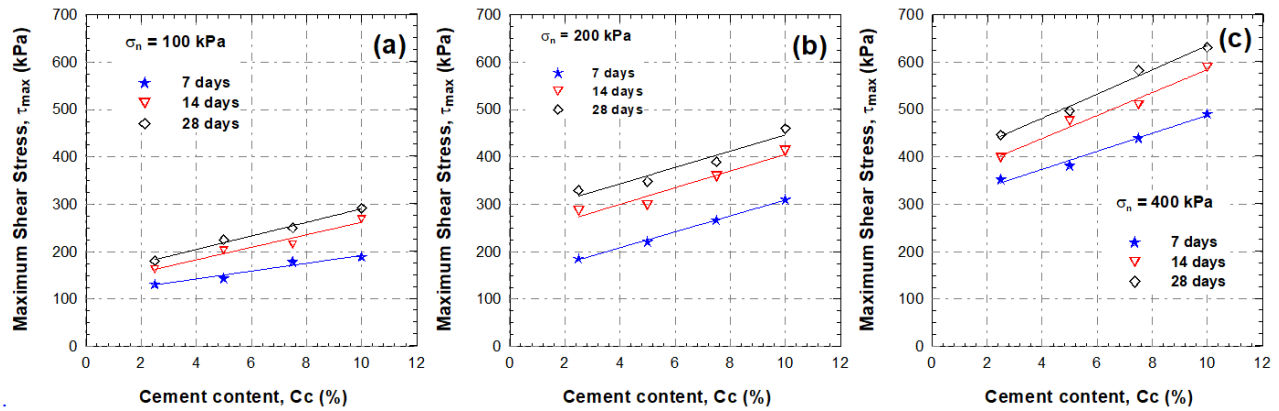 Maximum Shear Stress, τmax (kPa)
700
600
500
400
300
200
100
0
σn = 100 kPa
(a)
7 days
14 days
28 days
0 2 4 6 8 10 12
Cement content, Cc (%)
Maximum Shear Stress, τmax (kPa)
700
600
500
400
300
200
100
0
σn = 200 kPa
(b)
7 days
14 days
28 days
0 2 4 6 8 10 12
Cement content, Cc (%)
Maximum Shear Stress, τmax (kPa)
700
600
500
400
300
200
100
0
(c)
σn = 400 kPa
7 days
14 days
28 days
0 2 4 6 8 10 12
Cement content, Cc (%)